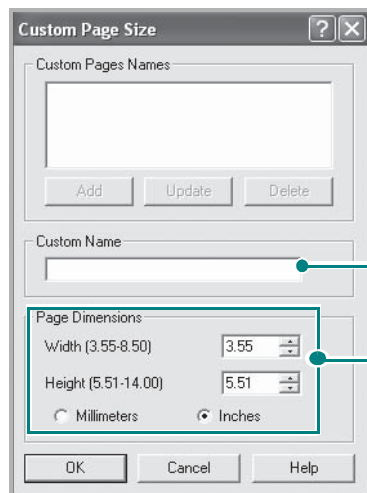 Custom Page Size
Custom Pages Names
Add Update Delete
Custom Name
Page Dimensions
Width (3.55-8.50) 3.55
Height (5.51-14.00) 5.51
Millimeters Inches
OK Cancel Help